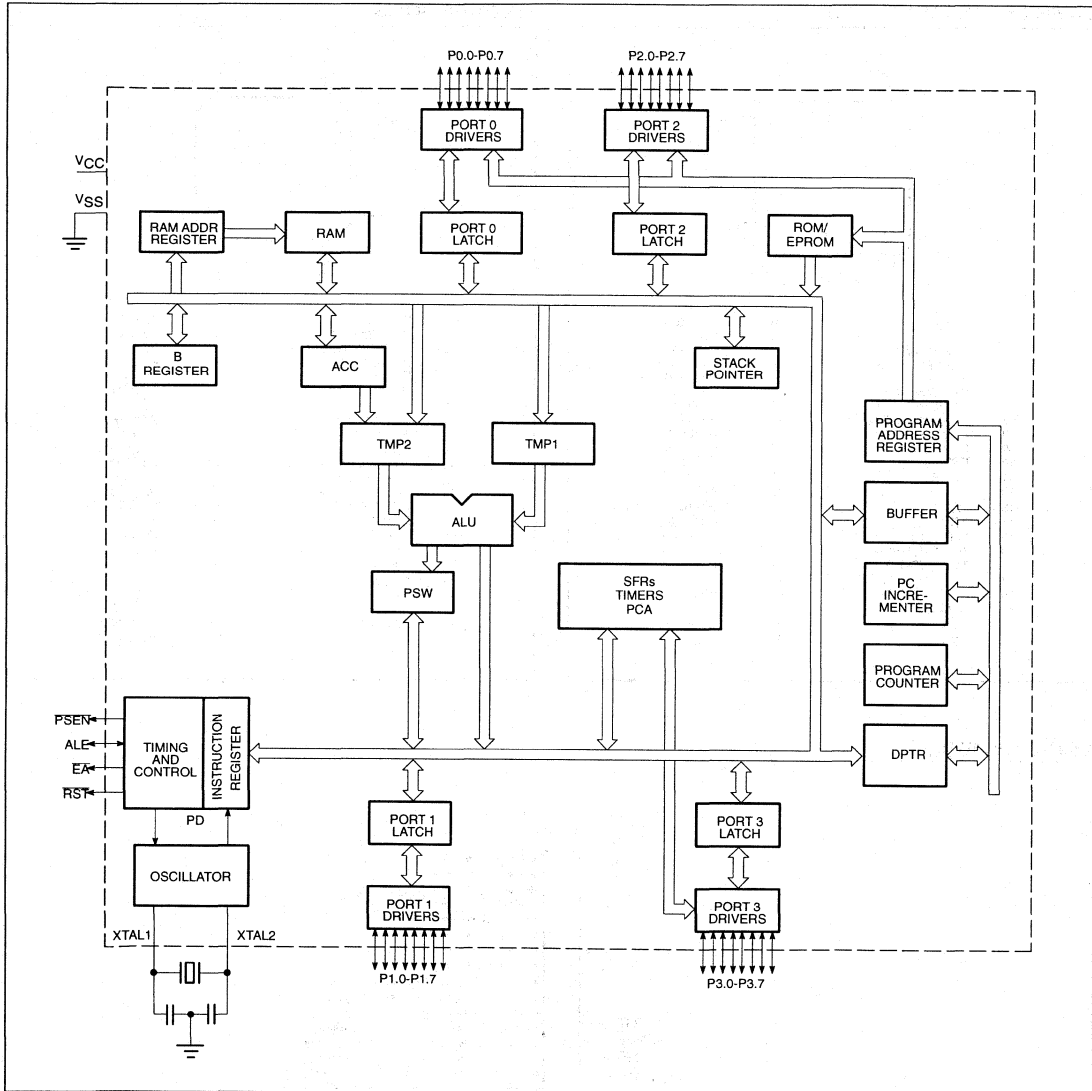 P0.0-P0.7
P2.0-P2.7
PORT 0
DRIVERS
PORT 2
DRIVERS
VCC
VSS
RAM ADDR
REGISTER
RAM
PORT 0
LATCH
PORT 2
LATCH
ROM/
EPROM
B
REGISTER
ACC
STACK
POINTER
PROGRAM
ADDRESS
REGISTER
TMP2
TMP1
BUFFER
ALU
SFRs
TIMERS
PCA
PSW
PC
INCRE-
MENTER
PROGRAM
COUNTER
PSEN
ALE
EA
RST
TIMING
AND
CONTROL
INSTRUCTION
REGISTER
DPTR
PD
PORT 1
LATCH
PORT 3
LATCH
OSCILLATOR
PORT 1
DRIVERS
PORT 3
DRIVERS
XTAL1
XTAL2
P1.0-P1.7
P3.0-P3.7